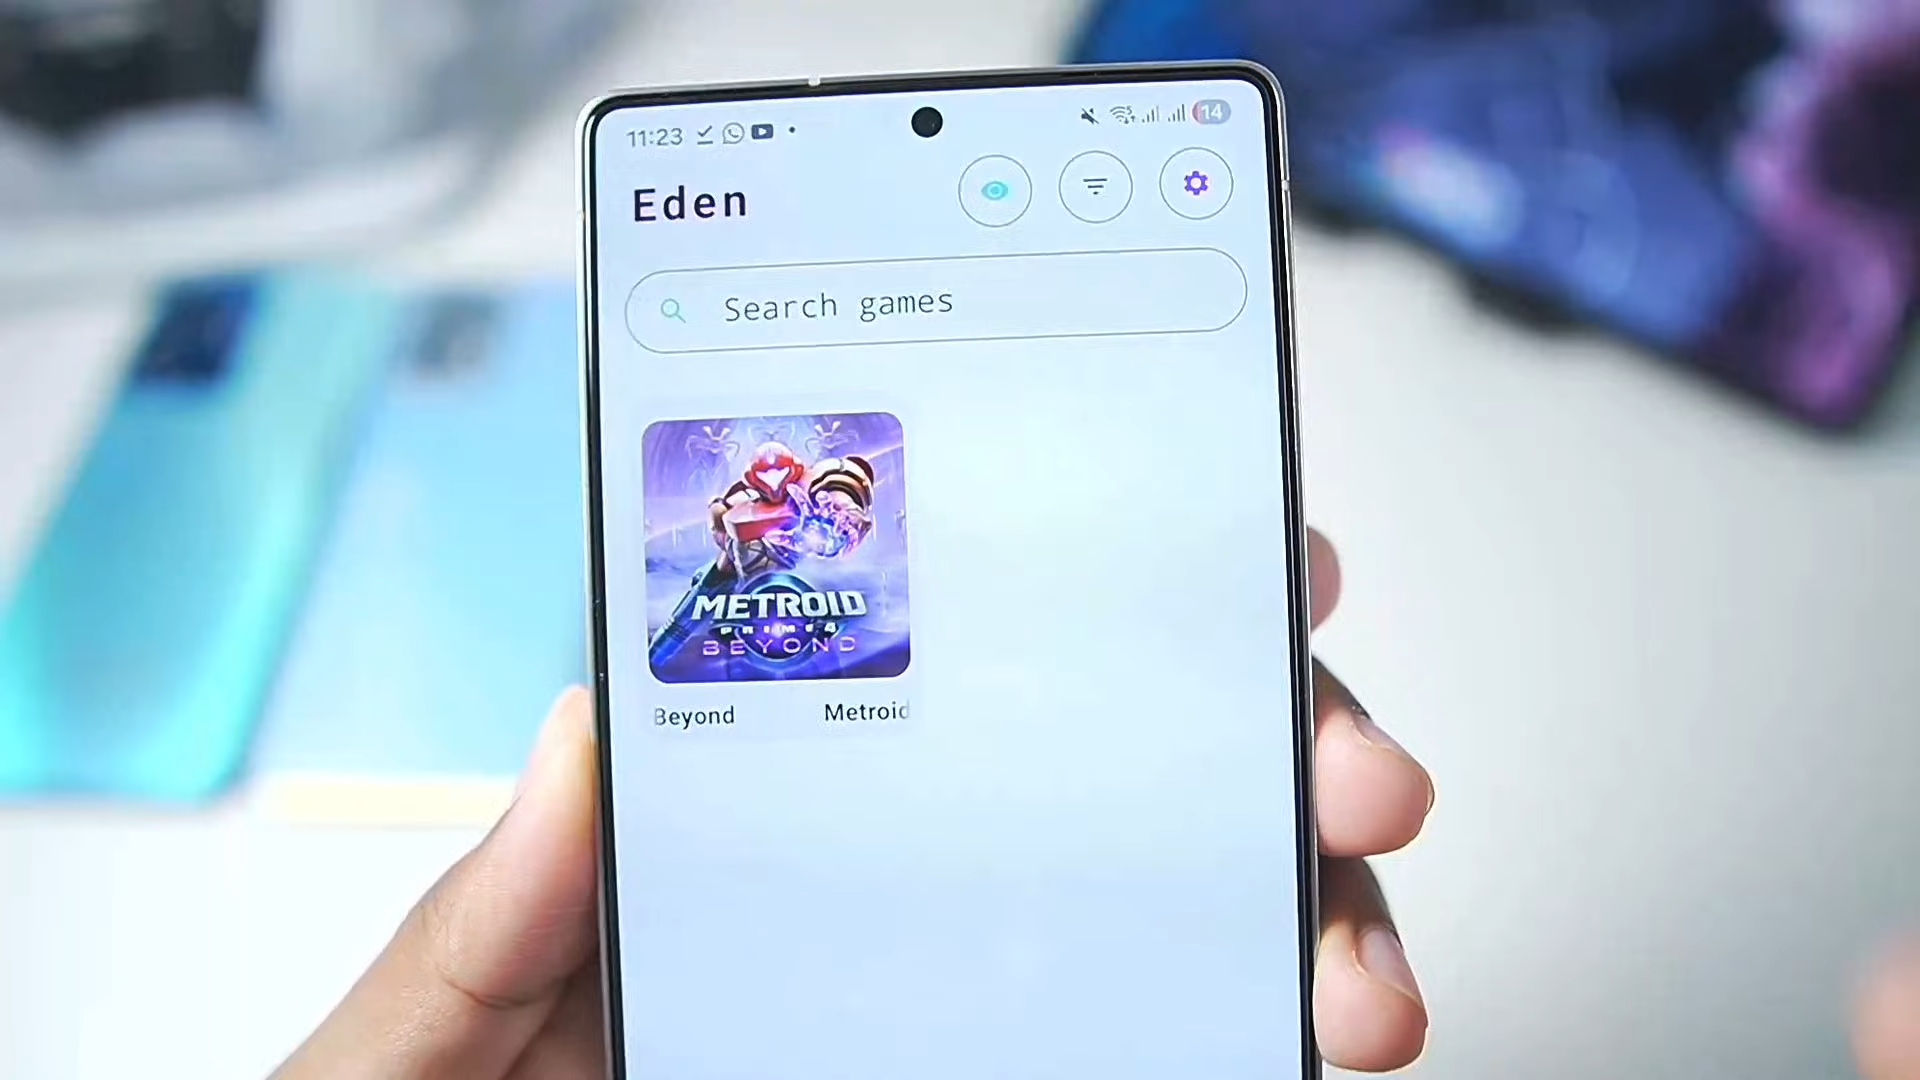 11:23
14
Eden
Search games
METROID
PRIME 4
BEYOND
Beyond Metroid